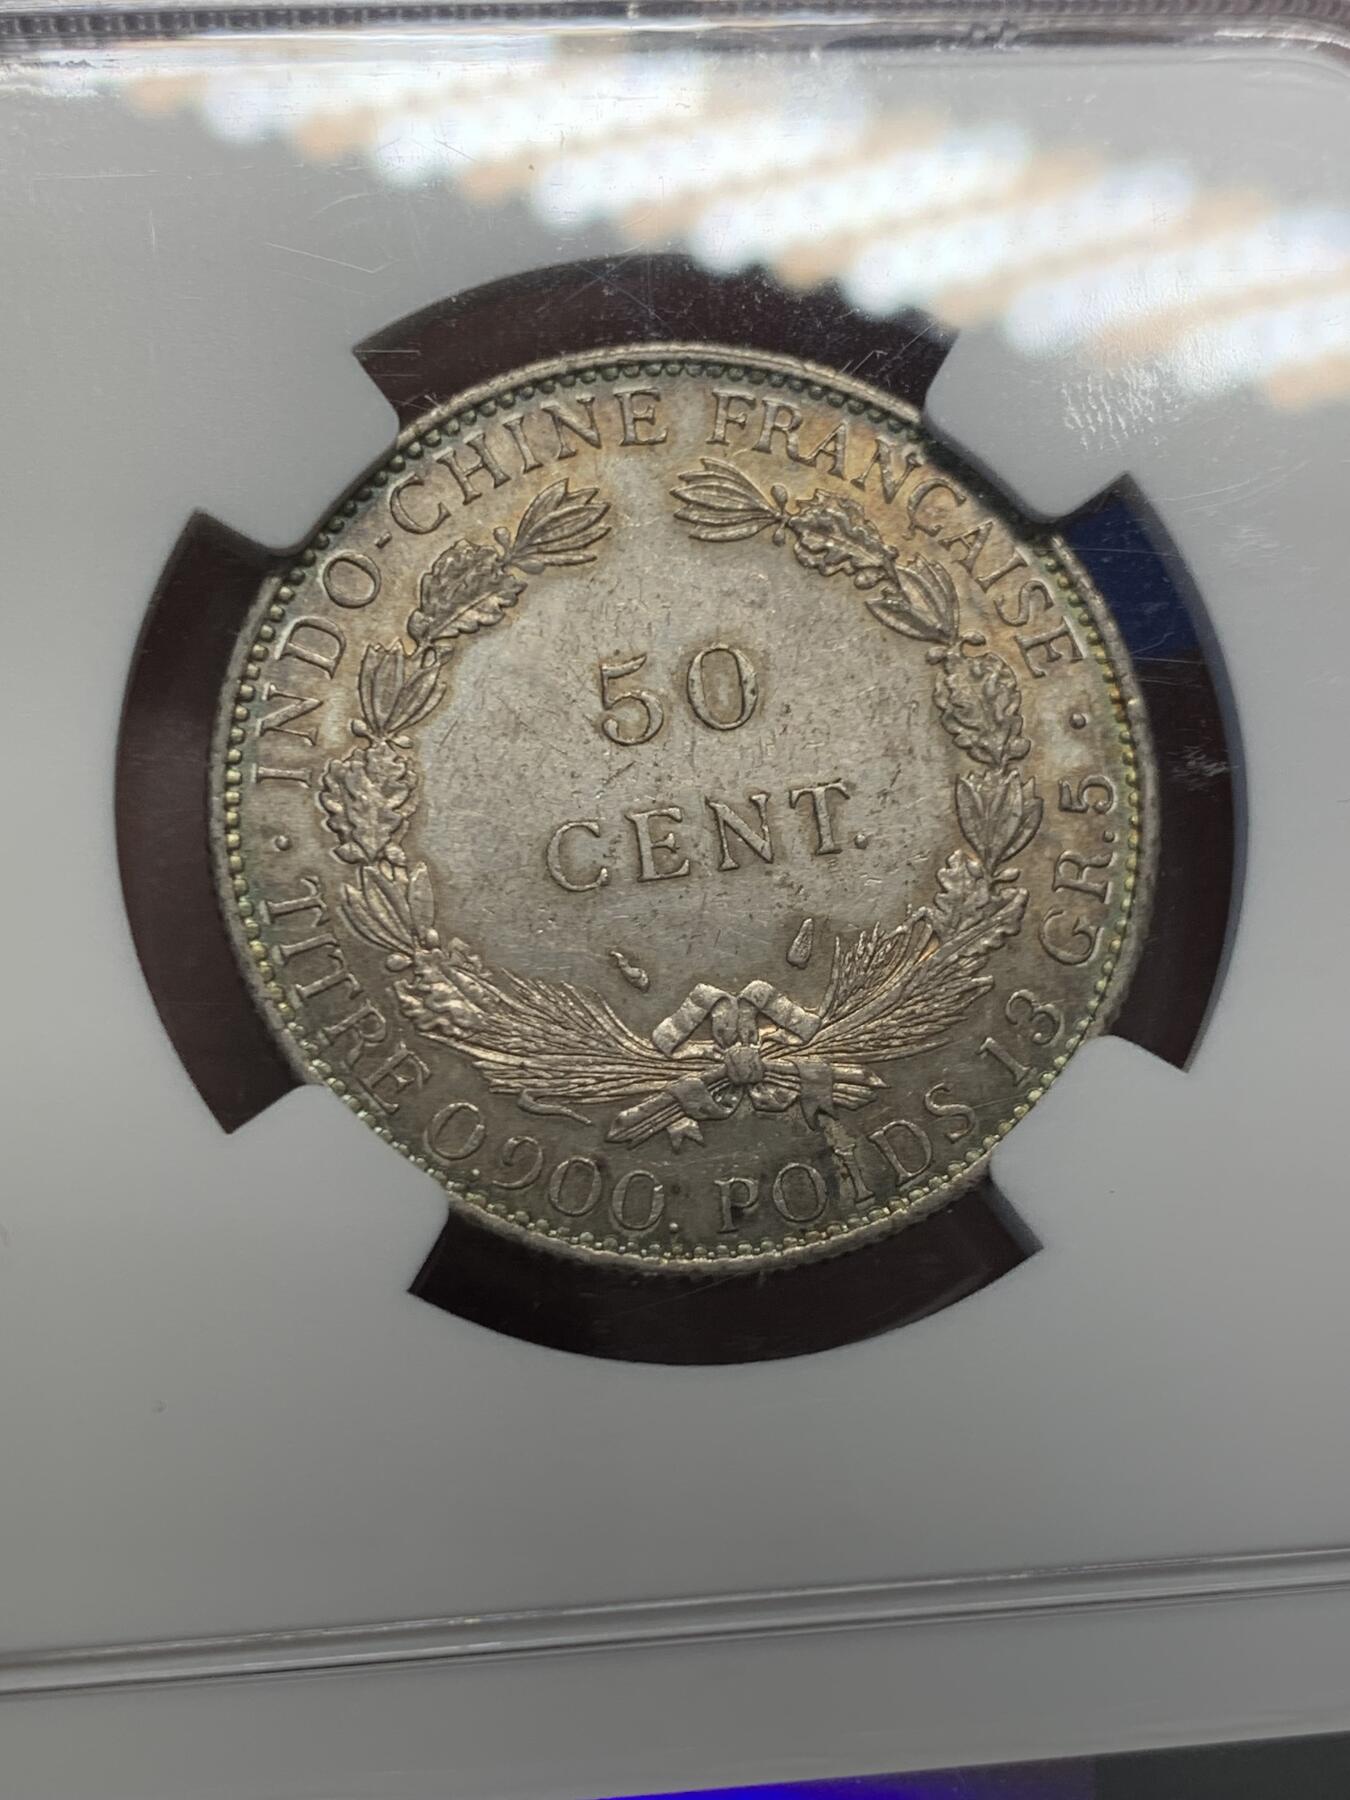 INDO-CHINE FRANÇAISE
50
CENT.
· TITRE 0.900. POIDS 13 GR.5 ·